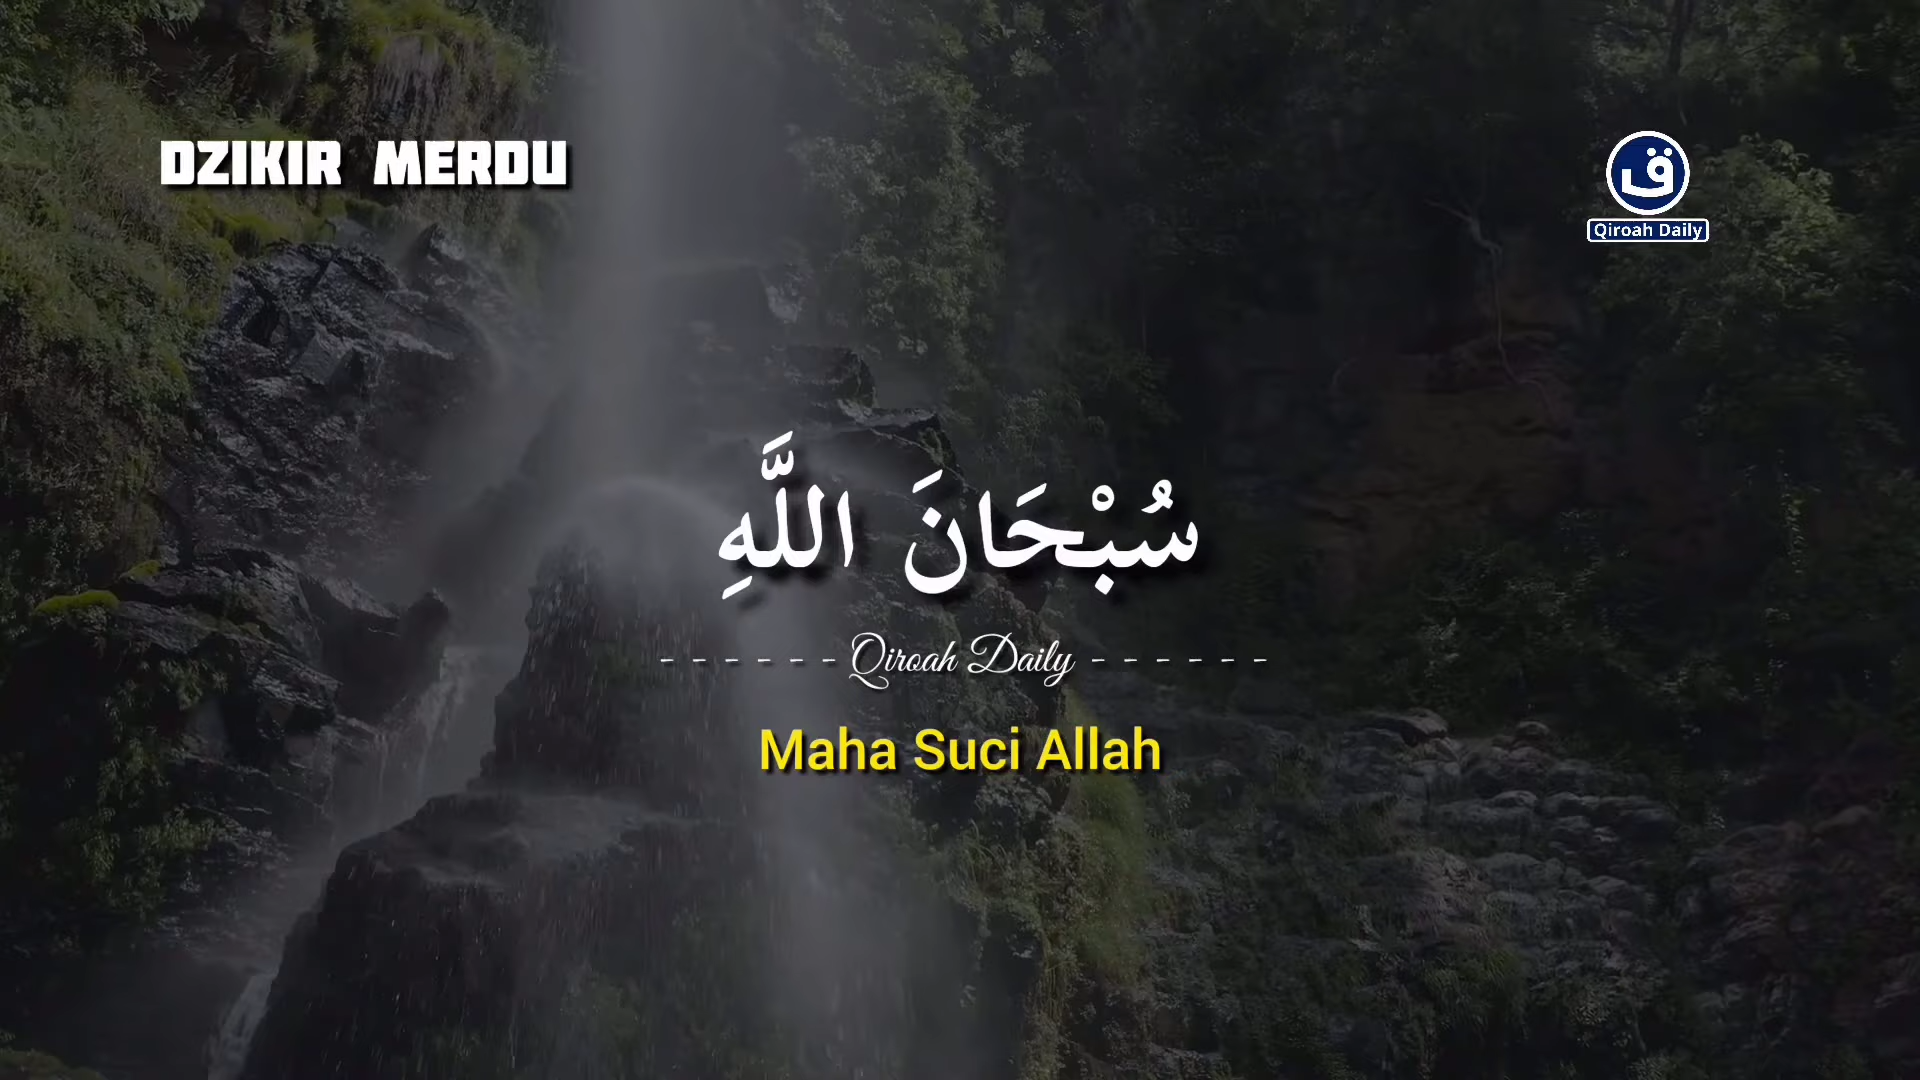 DZIKIR MERDU
ق
Qiroah Daily
سُبْحَانَ اللَّهِ
- - - - - - Qiroah Daily - - - - - -
Maha Suci Allah